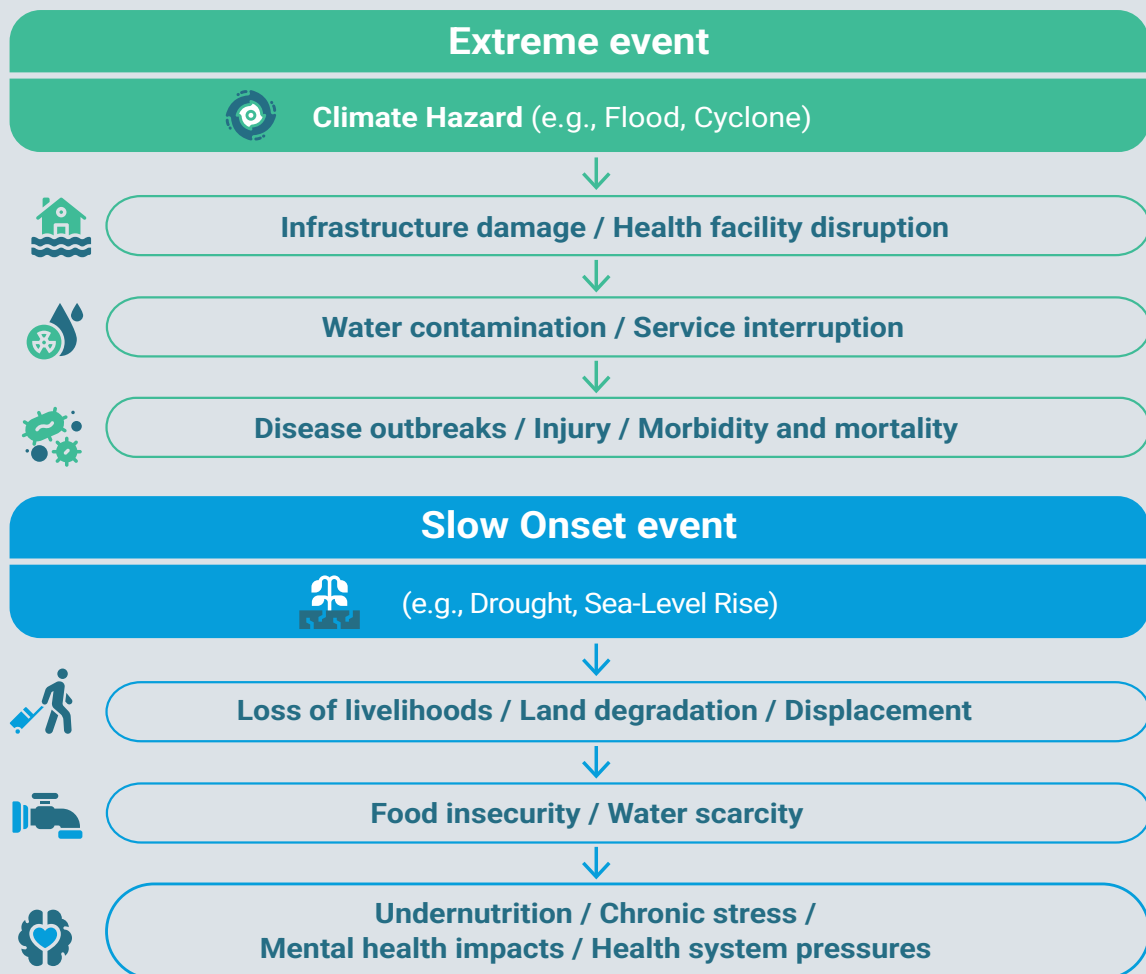 Extreme event
Climate Hazard (e.g., Flood, Cyclone)
Infrastructure damage / Health facility disruption
Water contamination / Service interruption
Disease outbreaks / Injury / Morbidity and mortality
Slow Onset event
(e.g., Drought, Sea-Level Rise)
Loss of livelihoods / Land degradation / Displacement
Food insecurity / Water scarcity
Undernutrition / Chronic stress /
Mental health impacts / Health system pressures